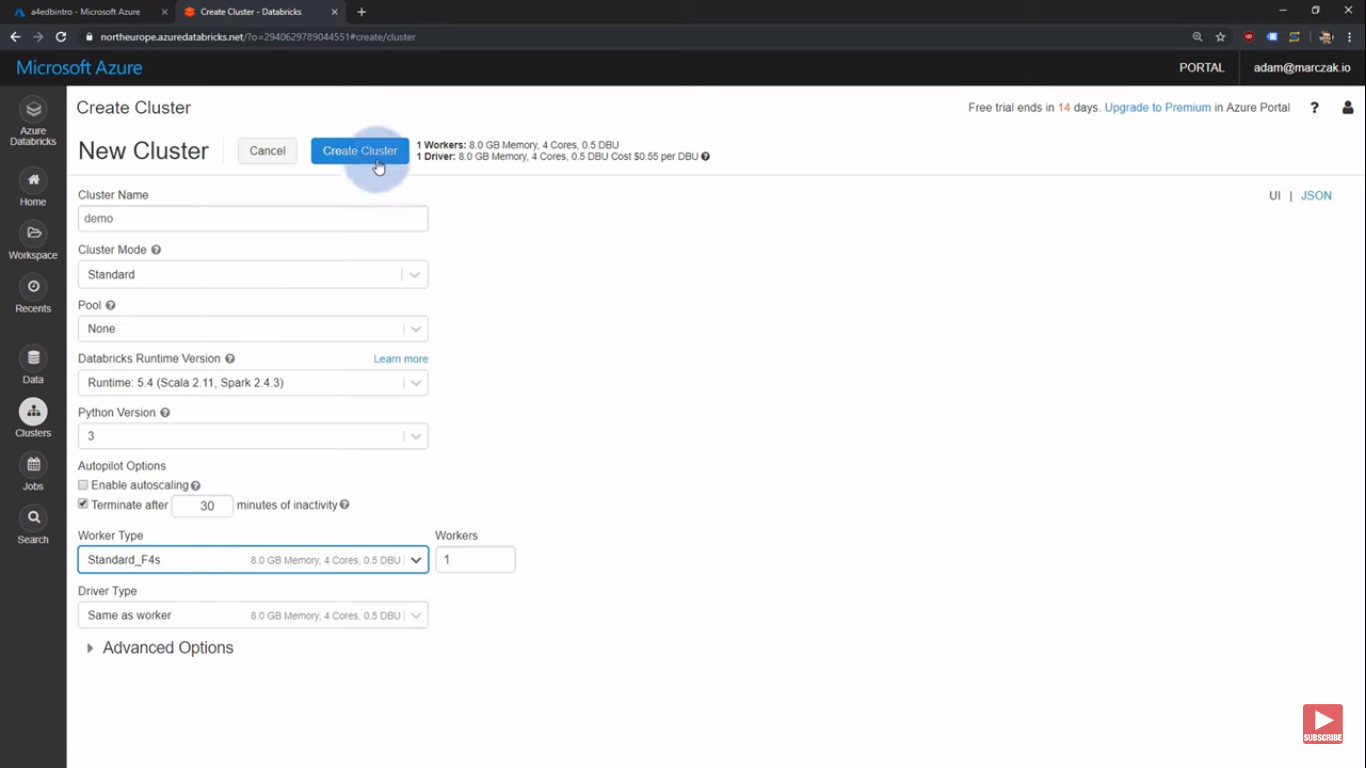 a4edbintro - Microsoft Azure
Create Cluster - Databricks
northeurope.azuredatabricks.net/?o=2940629789044551#create/cluster
Microsoft Azure
PORTAL
adam@marczak.io
Azure
Databricks
Home
Workspace
Recents
Data
Clusters
Jobs
Search
Create Cluster
Free trial ends in 14 days. Upgrade to Premium in Azure Portal ?
New Cluster
Cancel
Create Cluster
1 Workers: 8.0 GB Memory, 4 Cores, 0.5 DBU
1 Driver: 8.0 GB Memory, 4 Cores, 0.5 DBU Cost $0.55 per DBU ?
UI | JSON
Cluster Name
demo
Cluster Mode ?
Standard
Pool ?
None
Databricks Runtime Version ? Learn more
Runtime: 5.4 (Scala 2.11, Spark 2.4.3)
Python Version ?
3
Autopilot Options
Enable autoscaling ?
Terminate after 30 minutes of inactivity ?
Worker Type Workers
Standard_F4s 8.0 GB Memory, 4 Cores, 0.5 DBU 1
Driver Type
Same as worker 8.0 GB Memory, 4 Cores, 0.5 DBU
Advanced Options
SUBSCRIBE